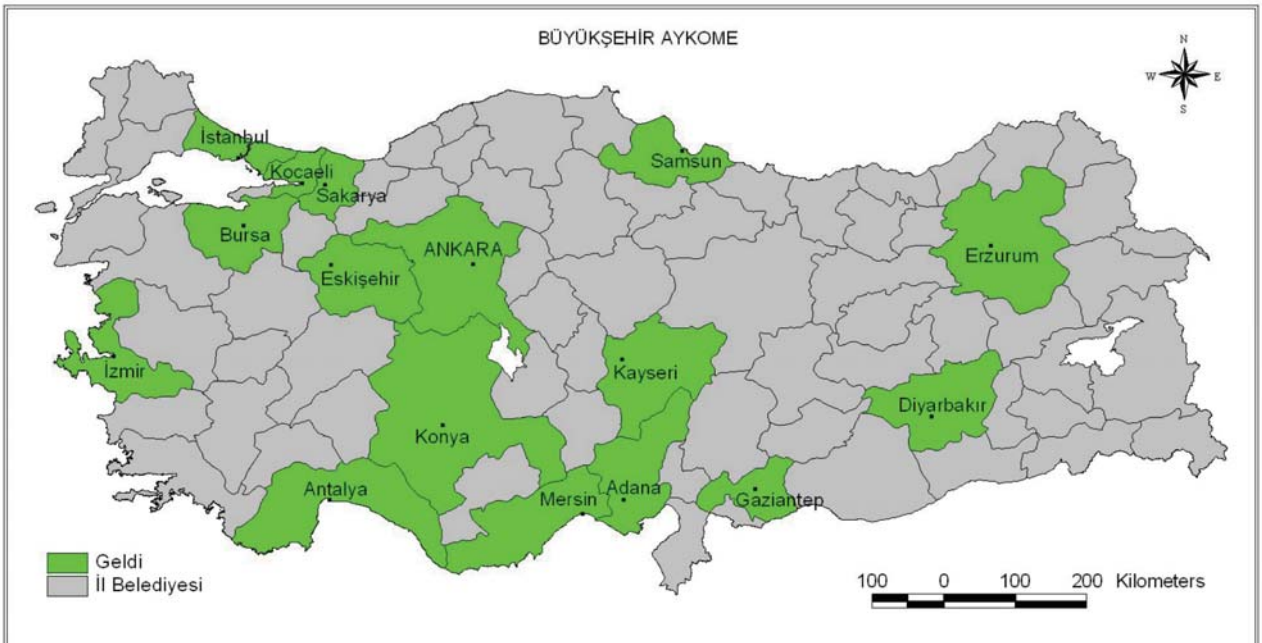 BÜYÜKŞEHİR AYKOME
N
W E
S
İstanbul
Kocaeli
Sakarya
Samsun
Bursa
ANKARA
Eskişehir
Erzurum
İzmir
Kayseri
Diyarbakır
Konya
Antalya
Mersin
Adana
Gaziantep
Geldi
İl Belediyesi
100 0 100 200 Kilometers